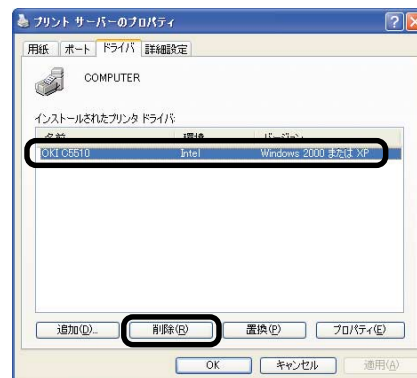 プリント サーバーのプロパティ
用紙 ポート ドライバ 詳細設定
COMPUTER
インストールされたプリンタ ドライバ:
名前 環境 バージョン
OKI C5510 Intel Windows 2000 または XP
追加(D)... 削除(R) 置換(P) プロパティ(E)
OK キャンセル 適用(A)